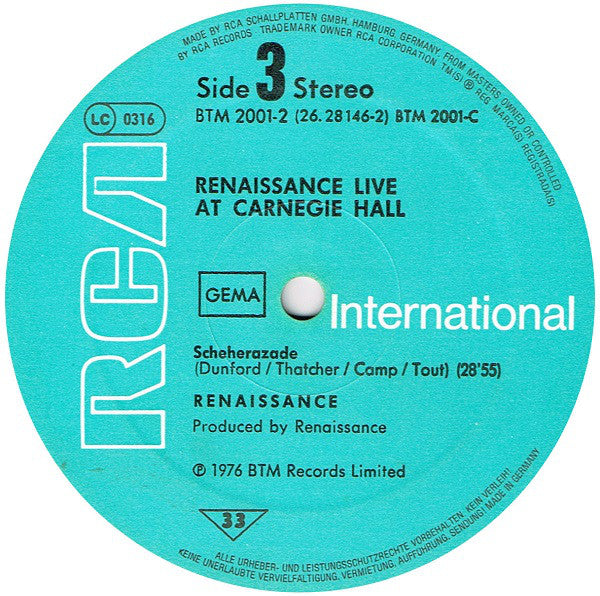 MADE BY RCA SCHALLPLATTEN GMBH, HAMBURG, GERMANY, FROM MASTERS OWNED OR CONTROLLED
BY RCA RECORDS TRADEMARK OWNER RCA CORPORATION TM(S) ® REG MARCA(S) REGISTRADA(S)
Side 3 Stereo
BTM 2001-2 (26.28146-2) BTM 2001-C
LC 0316
RENAISSANCE LIVE
AT CARNEGIE HALL
RCA
GEMA
International
Scheherazade
(Dunford / Thatcher / Camp / Tout) (28'55)
RENAISSANCE
Produced by Renaissance
℗ 1976 BTM Records Limited
33
ALLE URHEBER- UND LEISTUNGSSCHUTZRECHTE VORBEHALTEN. KEIN VERLEIH!
KEINE UNERLAUBTE VERVIELFÄLTIGUNG, VERMIETUNG, AUFFÜHRUNG, SENDUNG! MADE IN GERMANY